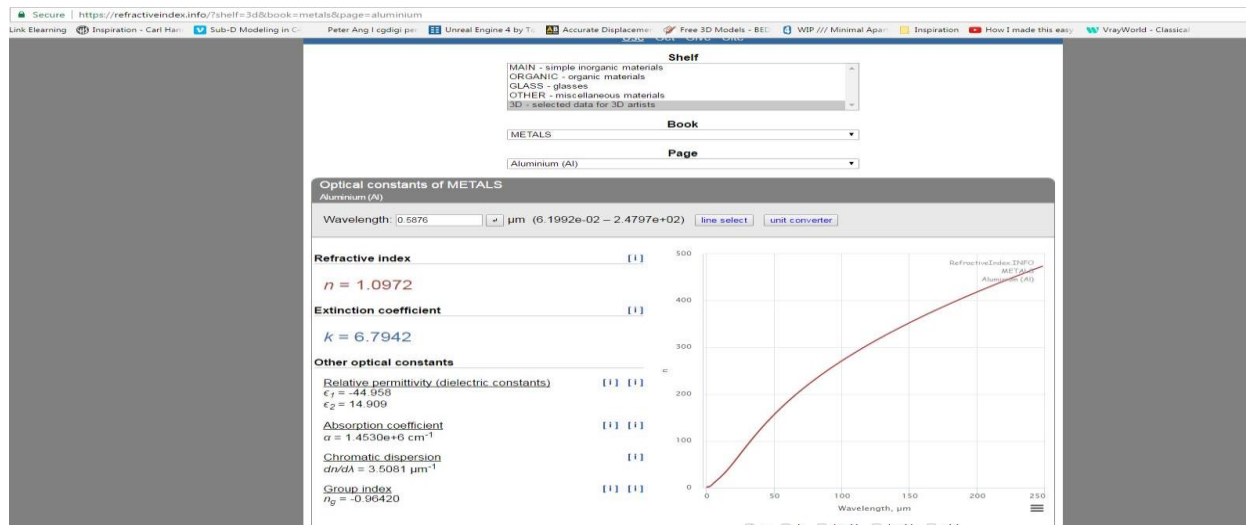 Secure | https://refractiveindex.info/?shelf=3d&book=metals&page=aluminium
Link Elearning Inspiration - Carl Han Sub-D Modeling in C Peter Ang I cgdigi per Unreal Engine 4 by Tc Accurate Displacemer Free 3D Models - BED WIP /// Minimal Apar Inspiration How I made this easy VrayWorld - Classical
Shelf
MAIN - simple inorganic materials
ORGANIC - organic materials
GLASS - glasses
OTHER - miscellaneous materials
3D - selected data for 3D artists
Book
METALS
Page
Aluminium (Al)
Optical constants of METALS
Aluminium (Al)
Wavelength: 0.5876 µm (6.1992e-02 – 2.4797e+02) line select unit converter
Refractive index [i]
n = 1.0972
Extinction coefficient [i]
k = 6.7942
Other optical constants
Relative permittivity (dielectric constants) [i] [i]
ϵ1 = -44.958
ϵ2 = 14.909
Absorption coefficient [i] [i]
α = 1.4530e+6 cm-1
Chromatic dispersion [i]
dn/dλ = 3.5081 µm-1
Group index [i] [i]
ng = -0.96420
RefractiveIndex.INFO
METALS
Aluminium (Al)
500
400
300
200
100
0
n
0 50 100 150 200 250
Wavelength, µm